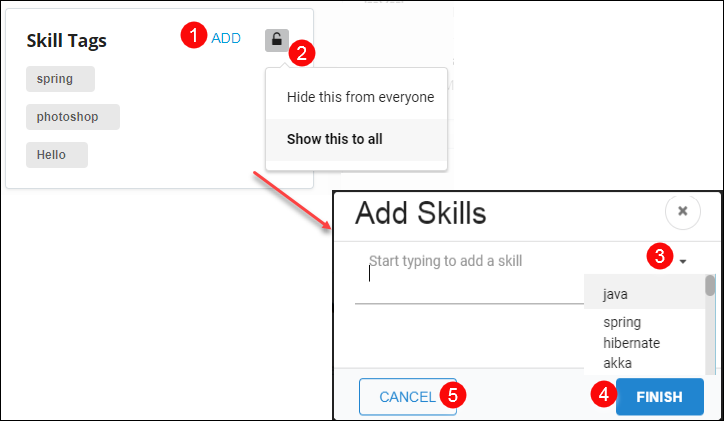 Skill Tags 1 ADD
2
spring
photoshop
Hello
Hide this from everyone
Show this to all
Add Skills ×
Start typing to add a skill 3
java
spring
hibernate
akka
CANCEL 5 4 FINISH